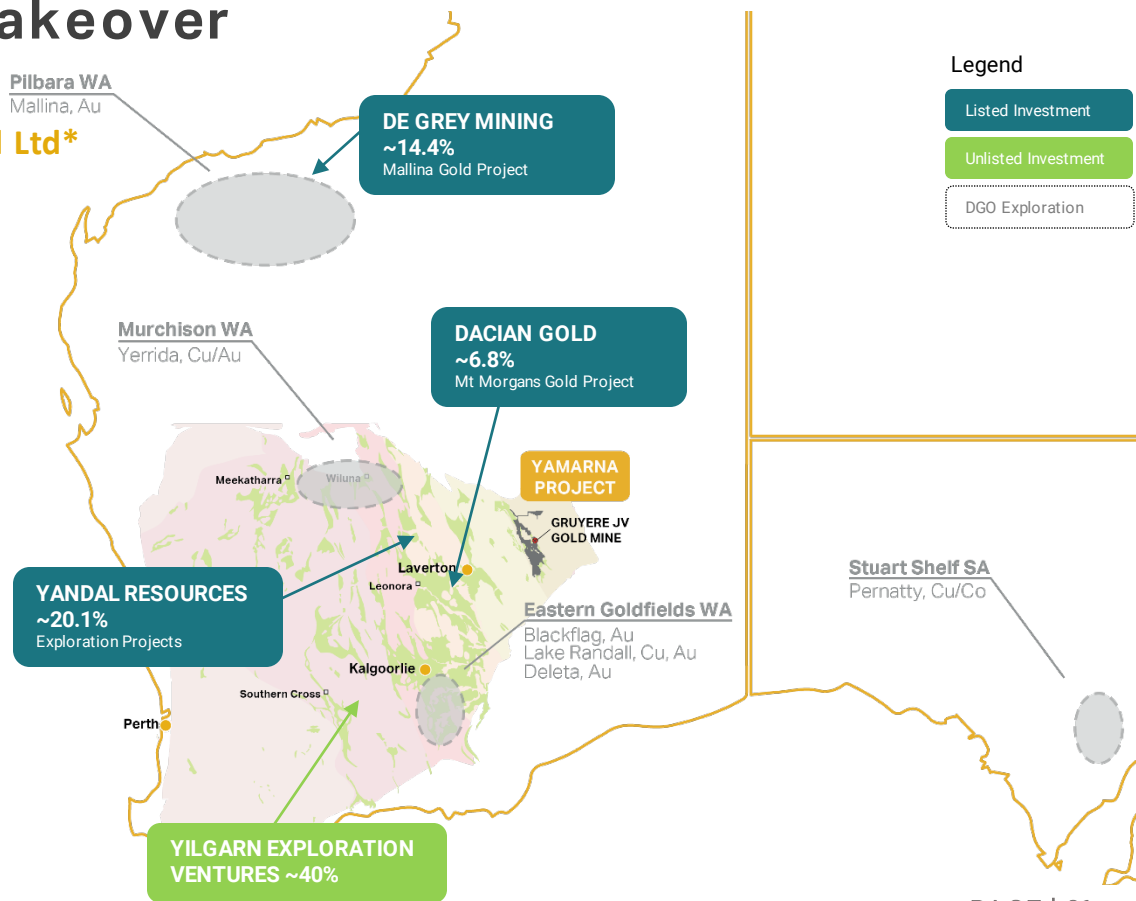 akeover
Pilbara WA
Mallina, Au
Ltd*
DE GREY MINING
~14.4%
Mallina Gold Project
Legend
Listed Investment
Unlisted Investment
DGO Exploration
Murchison WA
Yerrida, Cu/Au
DACIAN GOLD
~6.8%
Mt Morgans Gold Project
Meekatharra
Wiluna
YAMARNA
PROJECT
GRUYERE JV
GOLD MINE
Laverton
Leonora
YANDAL RESOURCES
~20.1%
Exploration Projects
Eastern Goldfields WA
Blackflag, Au
Lake Randall, Cu, Au
Deleta, Au
Stuart Shelf SA
Pernatty, Cu/Co
Kalgoorlie
Southern Cross
Perth
YILGARN EXPLORATION
VENTURES ~40%